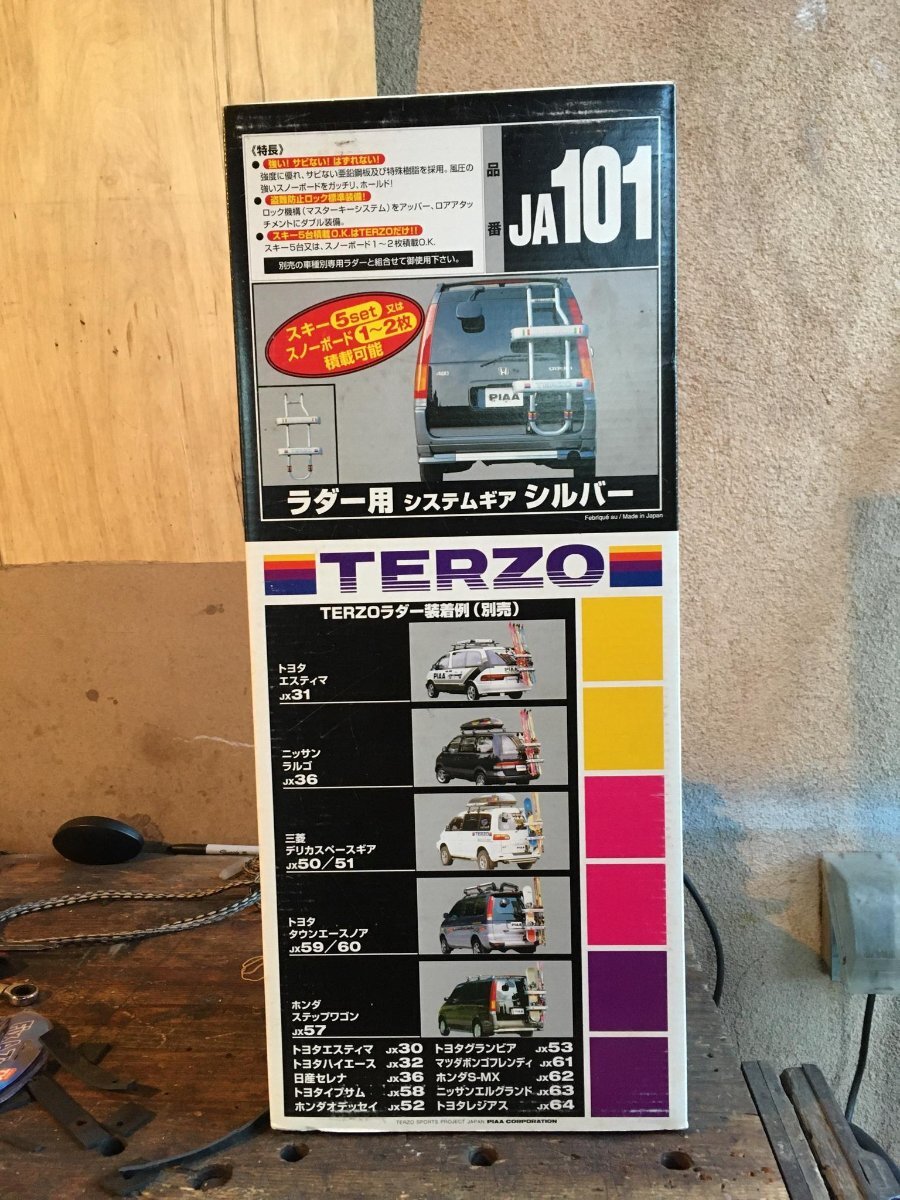 《特長》
● 強い! サビない! はずれない!
強度に優れ、サビない亜鉛鋼板及び特殊樹脂を採用。風圧の
強いスノーボードをガッチリ、ホールド!
● 盗難防止ロック標準装備!
ロック機構(マスターキーシステム)をアッパー、ロアアタッ
チメントにダブル装備。
● スキー5台積載O.K.はTERZOだけ!!
スキー5台又は、スノーボード1〜2枚積載O.K.
別売の車種別専用ラダーと組合せて御使用下さい。
品番
JA101
スキー5set又は
スノーボード1〜2枚
積載可能
PIAA
TERZO
ラダー用 システムギア シルバー
Fabriqué au / Made in Japan
TERZO
TERZOラダー装着例(別売)
トヨタ
エスティマ
JX31
PIAA
ニッサン
ラルゴ
JX36
三菱
デリカスペースギア
JX50/51
TERZO
トヨタ
タウンエースノア
JX59/60
ホンダ
ステップワゴン
JX57
トヨタエスティマ JX30 トヨタグランビア JX53
トヨタハイエース JX32 マツダボンゴフレンディ JX61
日産セレナ JX36 ホンダS-MX JX62
トヨタイプサム JX58 ニッサンエルグランド JX63
ホンダオデッセイ JX52 トヨタレジアス JX64
TERZO SPORTS PROJECT JAPAN PIAA CORPORATION